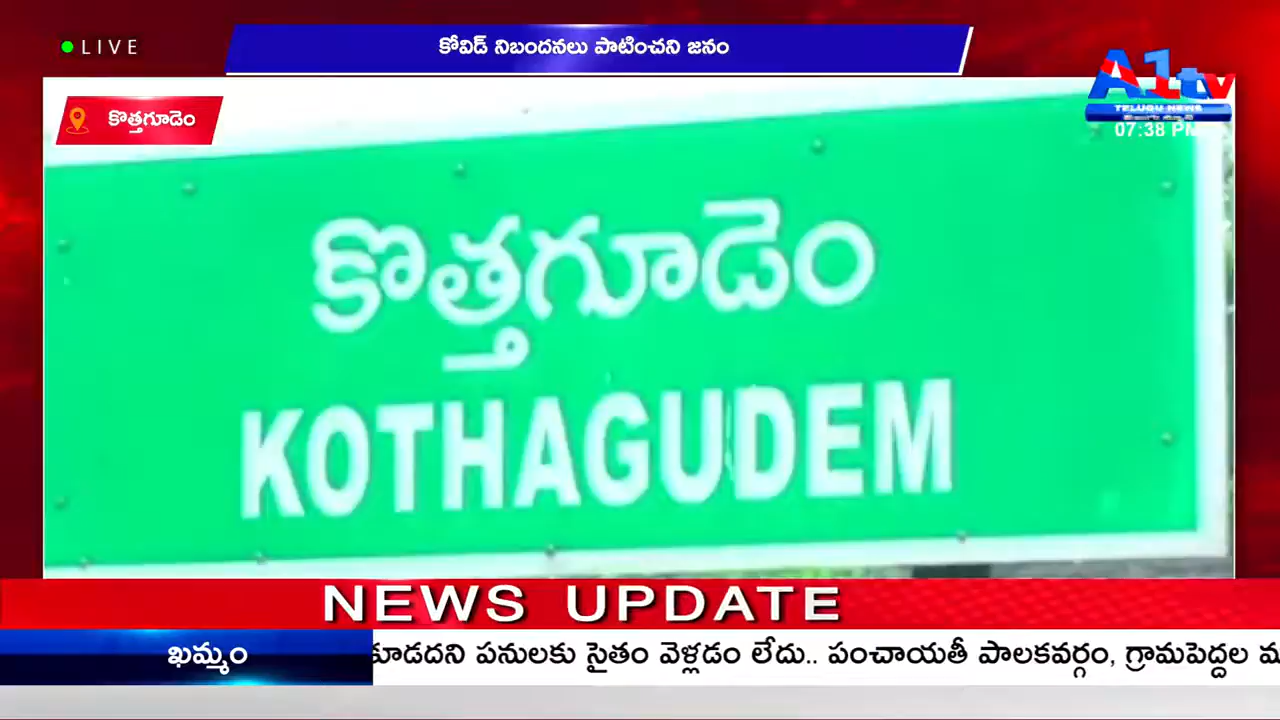 LIVE
కోవిడ్ నిబందనలు పాటించని జనం
A1tv
TELUGU NEWS
తెలుగు న్యూస్
07:38 PM
కొత్తగూడెం
కొత్తగూడెం
KOTHAGUDEM
NEWS UPDATE
ఖమ్మం
కూడదని పనులకు సైతం వెళ్లడం లేదు.. పంచాయతీ పాలకవర్గం, గ్రామపెద్దల